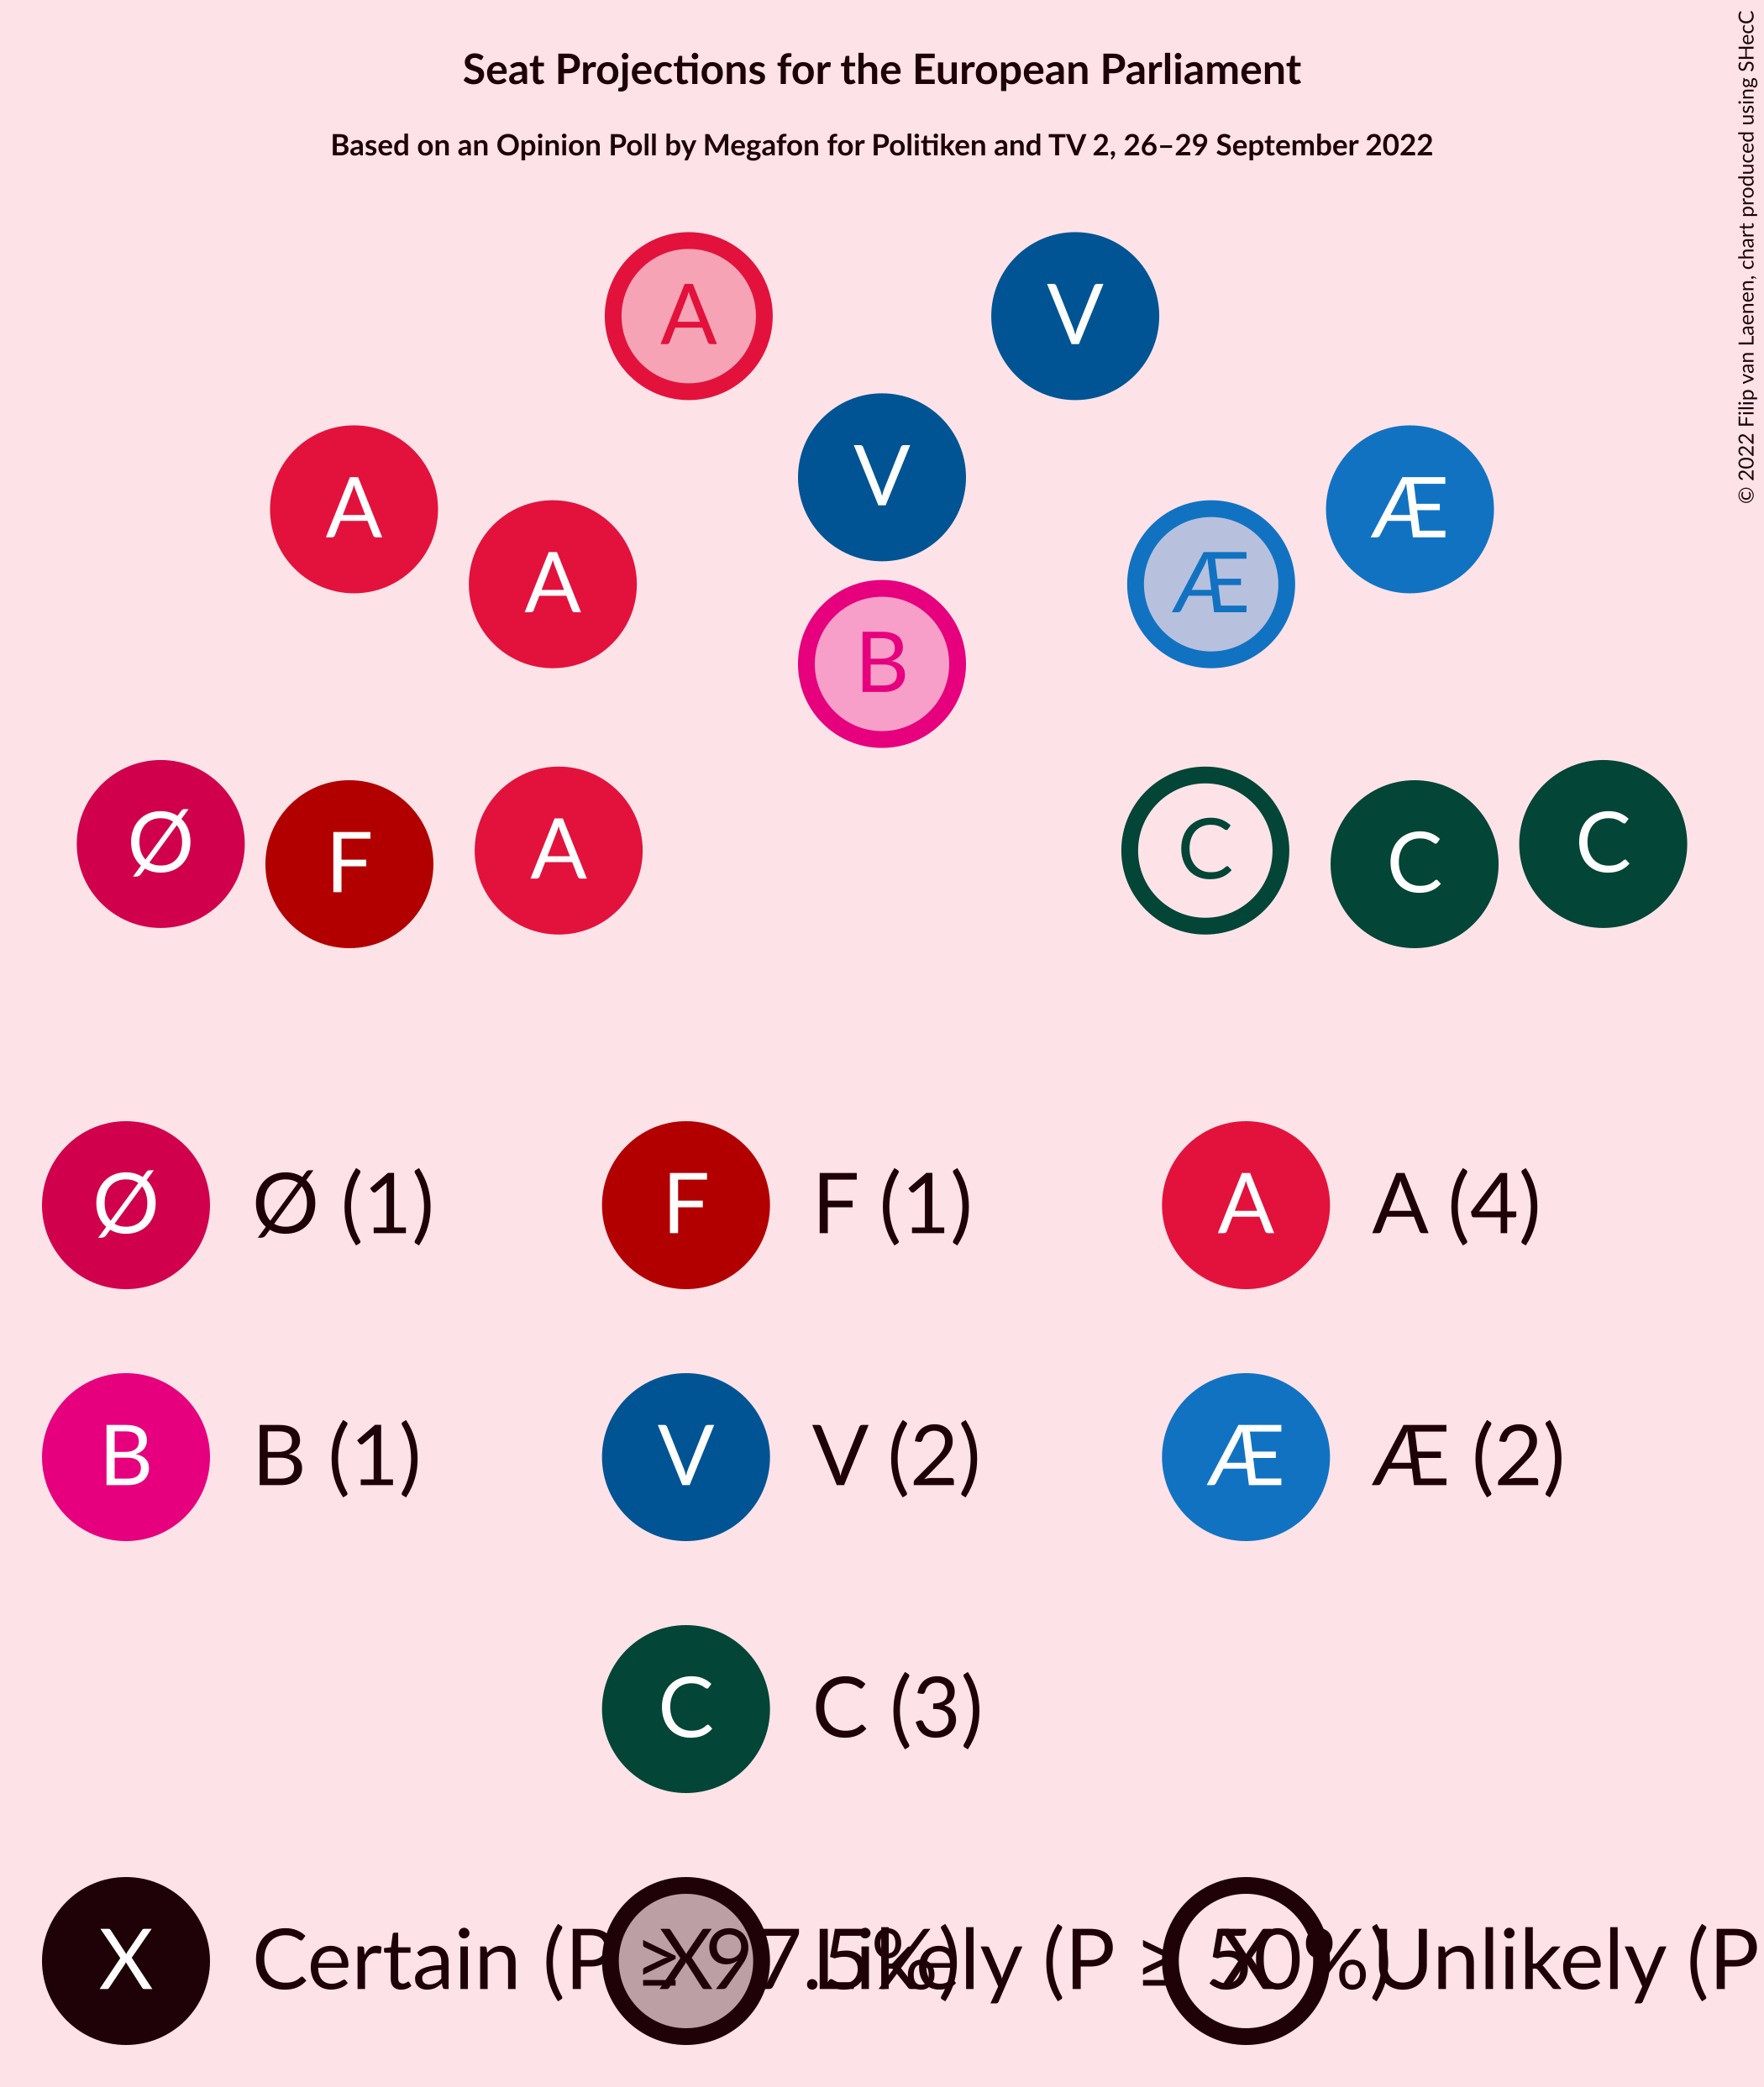 Seat Projections for the European Parliament
Based on an Opinion Poll by Megafon for Politiken and TV 2, 26–29 September 2022
© 2022 Filip van Laenen, chart produced using SHecC
A V
V
A Æ
A Æ
B
Ø F A C C C
Ø Ø (1) F F (1) A A (4)
B B (1) V V (2) Æ Æ (2)
C C (3)
X Certain (P ≥ 97.5%) X Likely (P ≥ 50%) X Unlikely (P